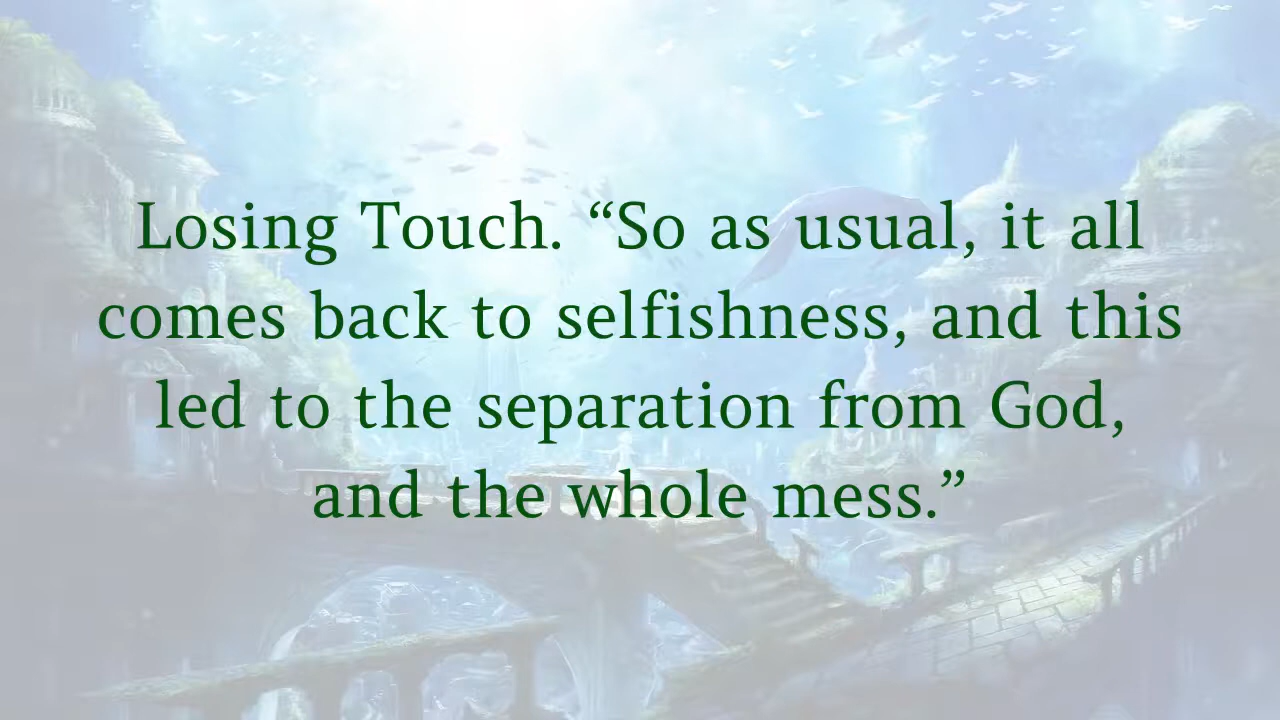 Losing Touch. “So as usual, it all
comes back to selfishness, and this
led to the separation from God,
and the whole mess.”